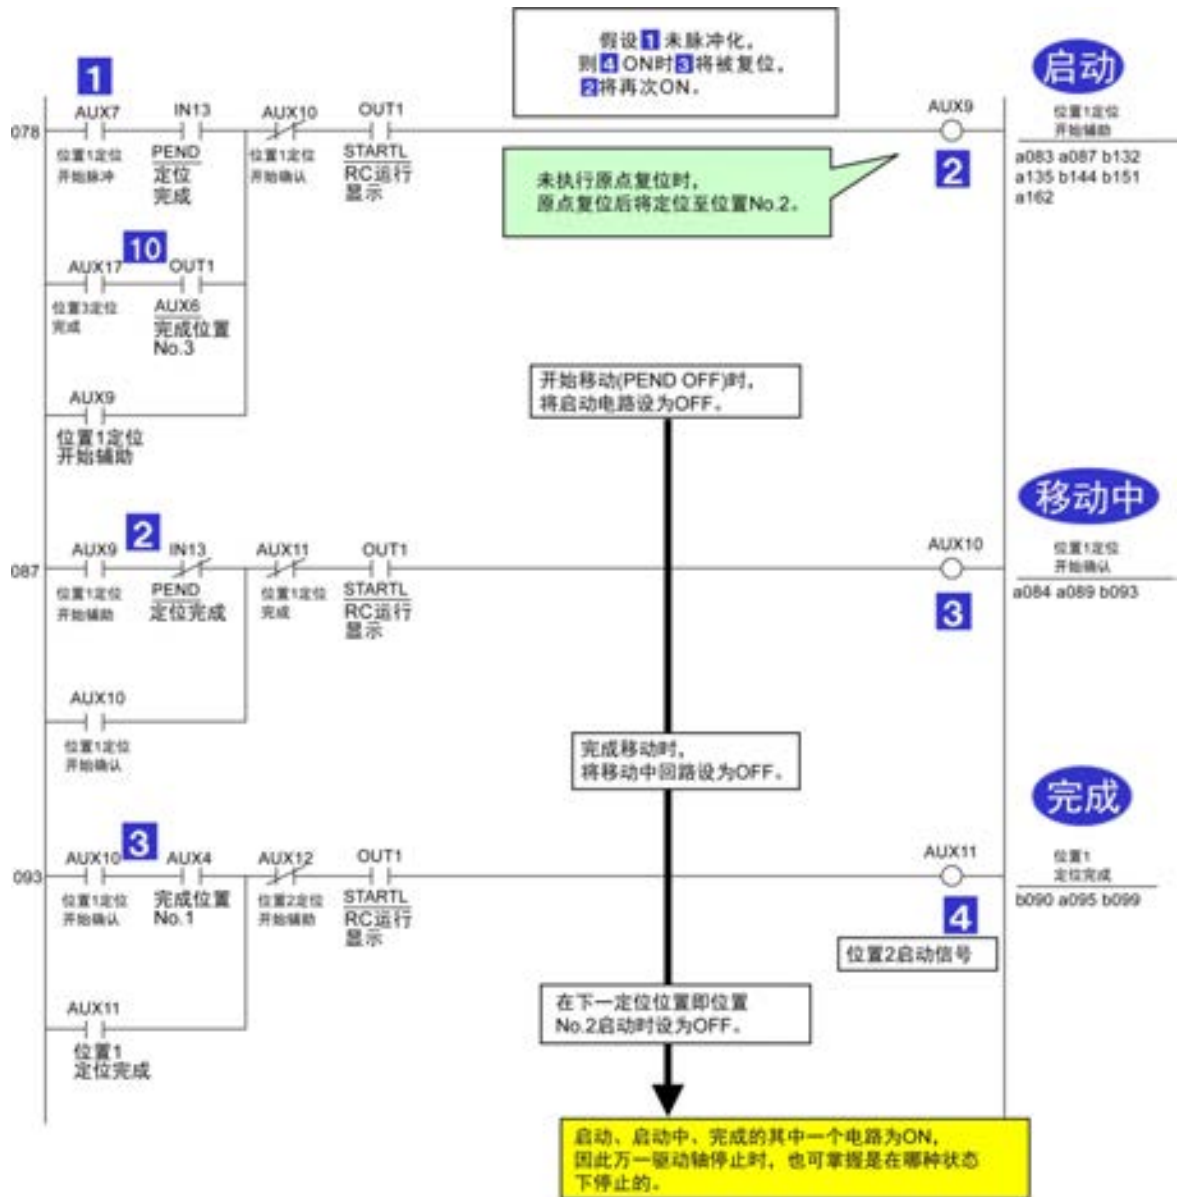 假设1未脉冲化，
则4 ON时3将被复位，
2将再次ON。
启动
1
AUX7 IN13 AUX10 OUT1 AUX9
078
位置1定位
开始脉冲
PEND
定位
完成
位置1定位
开始确认
STARTL
RC运行
显示
2
位置1定位
开始辅助
a083 a087 b132
a135 b144 b151
a162
未执行原点复位时，
原点复位后将定位至位置No.2。
10
AUX17 OUT1
位置3定位
完成
AUX6
完成位置
No.3
AUX9
位置1定位
开始辅助
开始移动(PEND OFF)时，
将启动电路设为OFF。
移动中
2
AUX9 IN13 AUX11 OUT1 AUX10
087
位置1定位
开始辅助
PEND
定位完成
位置1定位
完成
STARTL
RC运行
显示
3
位置1定位
开始确认
a084 a089 b093
AUX10
位置1定位
开始确认
完成移动时，
将移动中回路设为OFF。
完成
3
AUX10 AUX4 AUX12 OUT1 AUX11
093
位置1定位
开始确认
完成位置
No.1
位置2定位
开始辅助
STARTL
RC运行
显示
4
位置1
定位完成
b090 a095 b099
位置2启动信号
AUX11
位置1
定位完成
在下一定位位置即位置
No.2启动时设为OFF。
启动、启动中、完成的其中一个电路为ON，
因此万一驱动轴停止时，也可掌握是在哪种状态
下停止的。